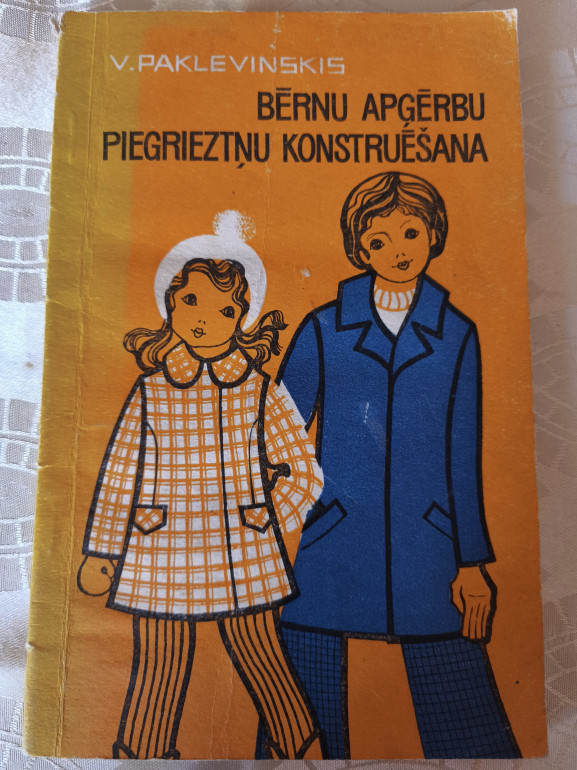 V. PAKLEVINSKIS
BĒRNU APĢĒRBU
PIEGRIEZTŅU KONSTRUĒŠANA